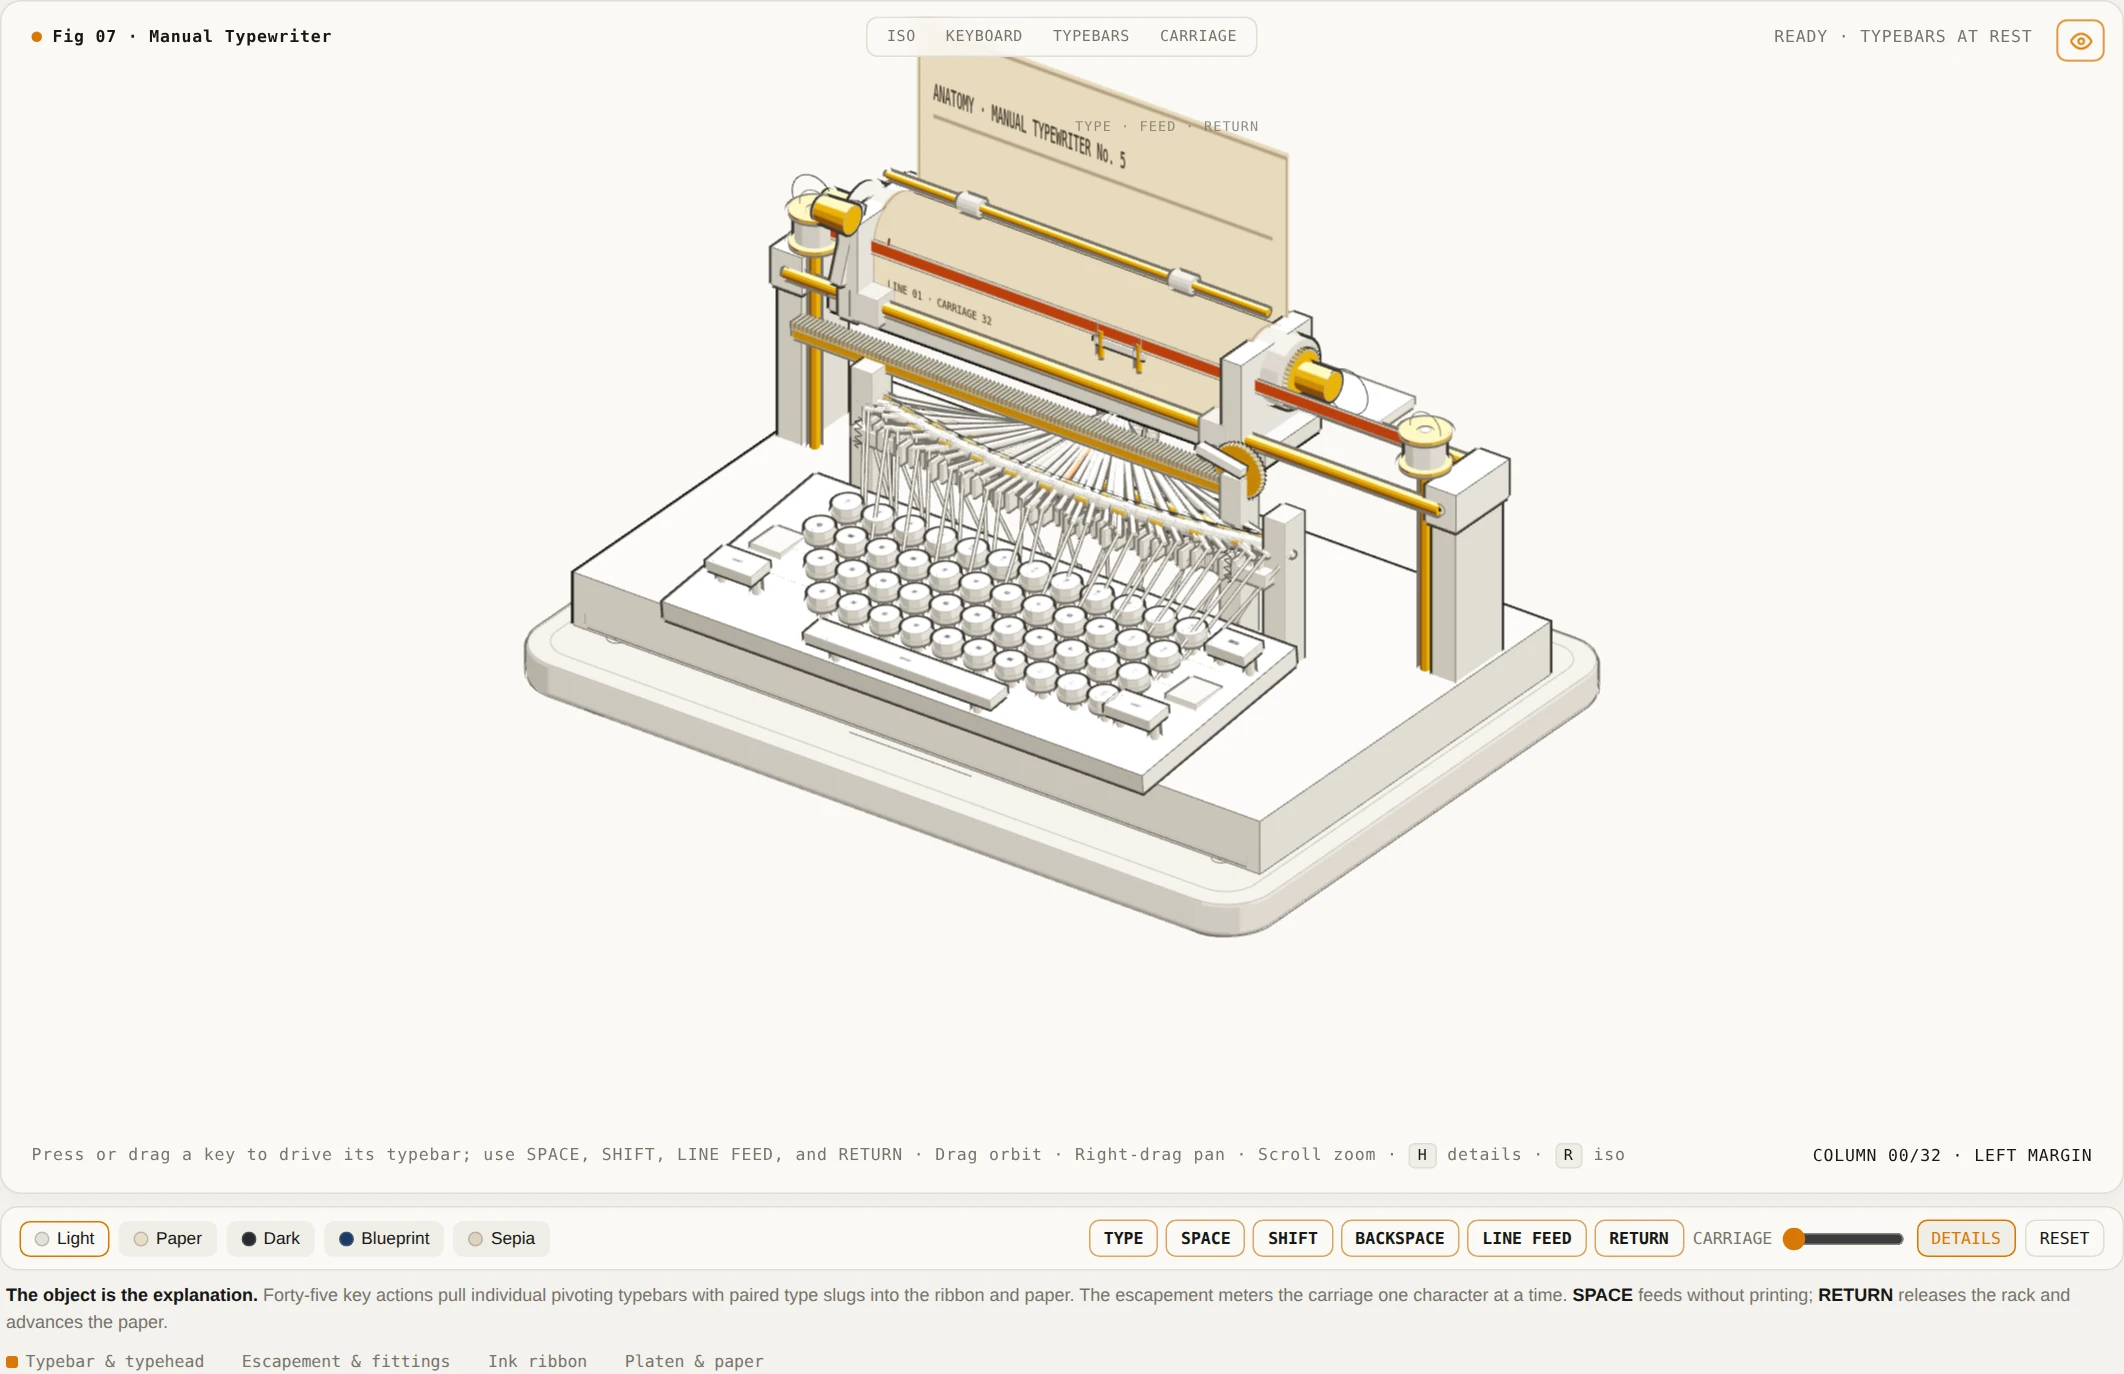 Fig 07 · Manual Typewriter
ISO KEYBOARD TYPEBARS CARRIAGE
READY · TYPEBARS AT REST
ANATOMY · MANUAL TYPEWRITER No. 5
TYPE · FEED · RETURN
LINE 01 · CARRIAGE 32
Press or drag a key to drive its typebar; use SPACE, SHIFT, LINE FEED, and RETURN · Drag orbit · Right-drag pan · Scroll zoom · H details · R iso
COLUMN 00/32 · LEFT MARGIN
Light Paper Dark Blueprint Sepia
TYPE SPACE SHIFT BACKSPACE LINE FEED RETURN CARRIAGE DETAILS RESET
The object is the explanation. Forty-five key actions pull individual pivoting typebars with paired type slugs into the ribbon and paper. The escapement meters the carriage one character at a time. SPACE feeds without printing; RETURN releases the rack and
advances the paper.
Typebar & typehead Escapement & fittings Ink ribbon Platen & paper